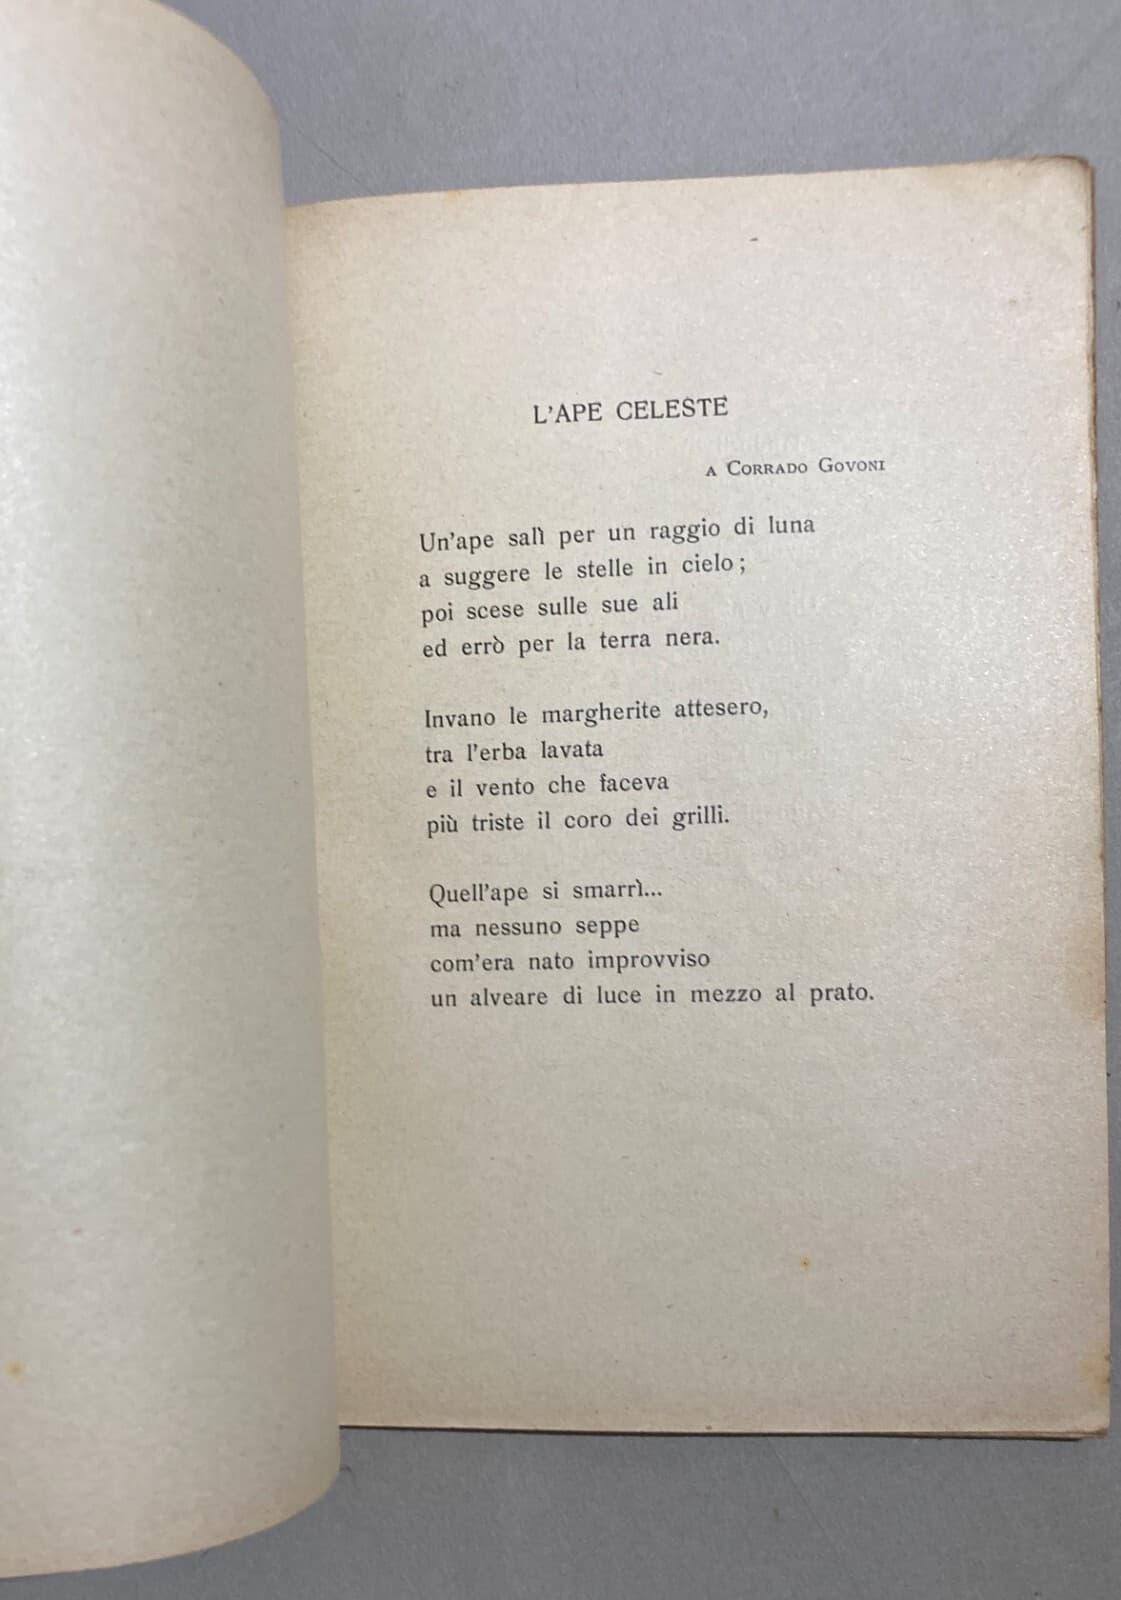 L'APE CELESTE
A CORRADO GOVONI
Un'ape salì per un raggio di luna
a suggere le stelle in cielo;
poi scese sulle sue ali
ed errò per la terra nera.
Invano le margherite attesero,
tra l'erba lavata
e il vento che faceva
più triste il coro dei grilli.
Quell'ape si smarrì...
ma nessuno seppe
com'era nato improvviso
un alveare di luce in mezzo al prato.